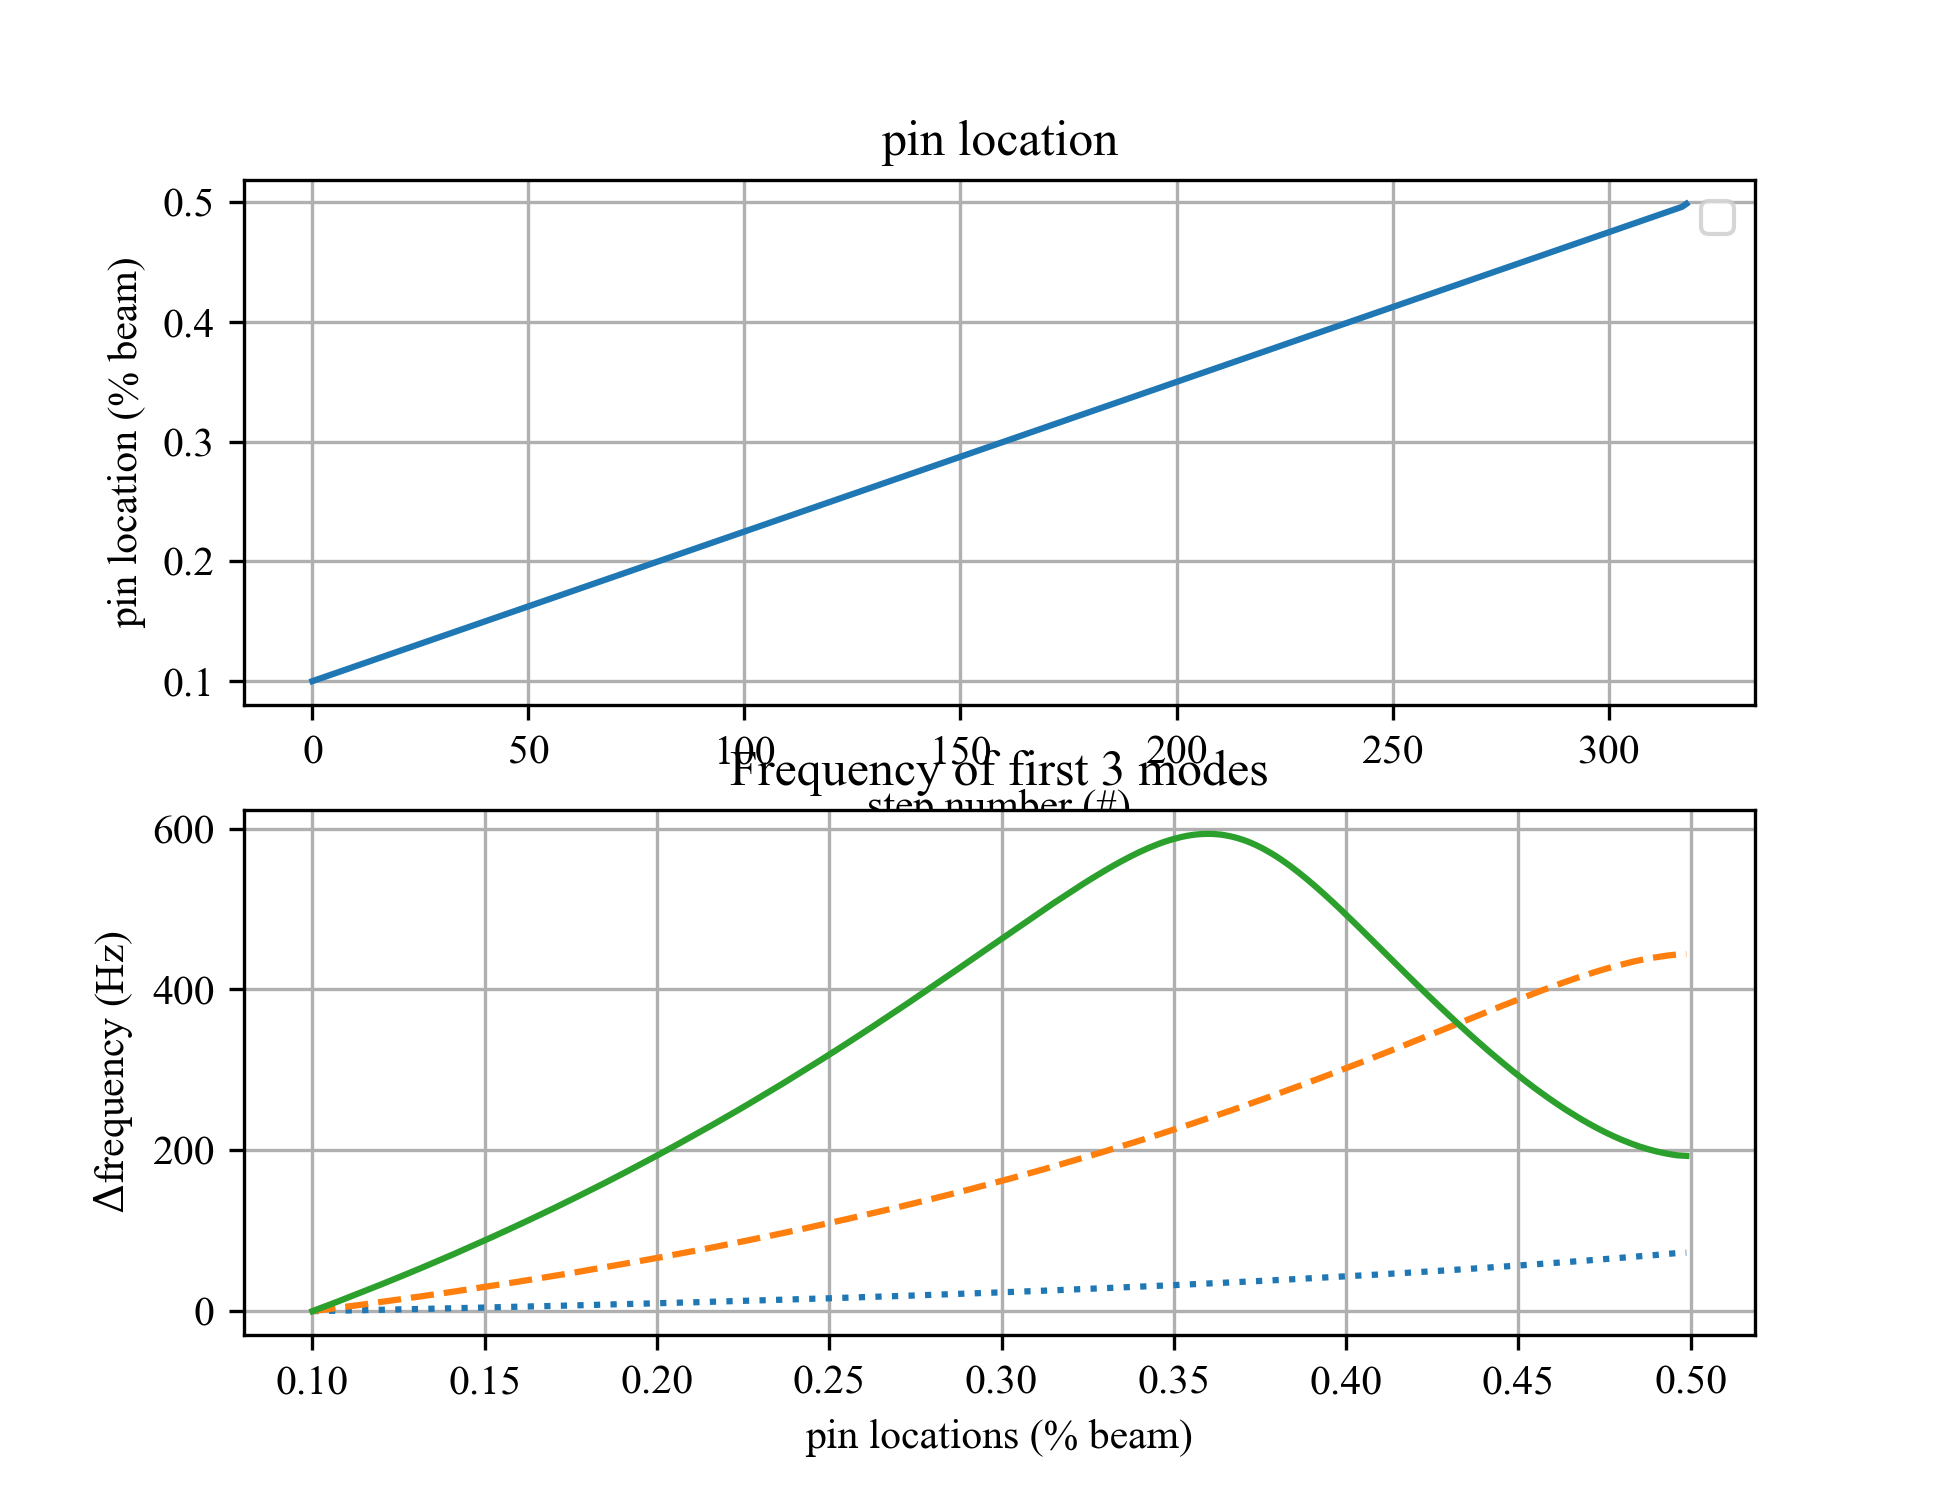 pin location
pin location (% beam)
0.5
0.4
0.3
0.2
0.1
0 50 100 150 200 250 300
step number (#)
Frequency of first 3 modes
Δfrequency (Hz)
600
400
200
0
0.10 0.15 0.20 0.25 0.30 0.35 0.40 0.45 0.50
pin locations (% beam)